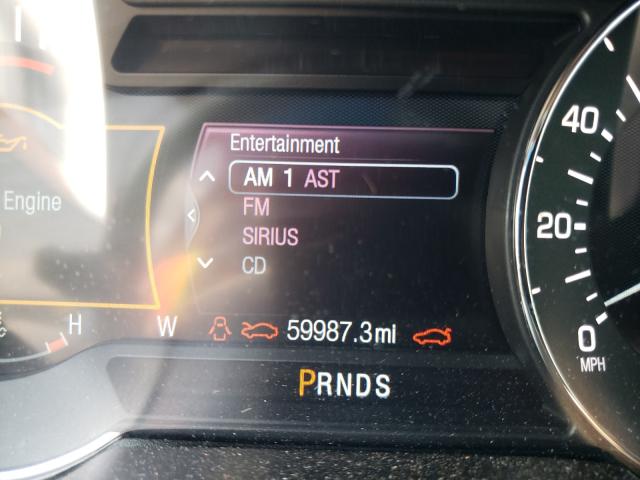 Entertainment
AM 1 AST
FM
SIRIUS
CD
Engine
H
W
59987.3mi
PRNDS
40
20
0
MPH